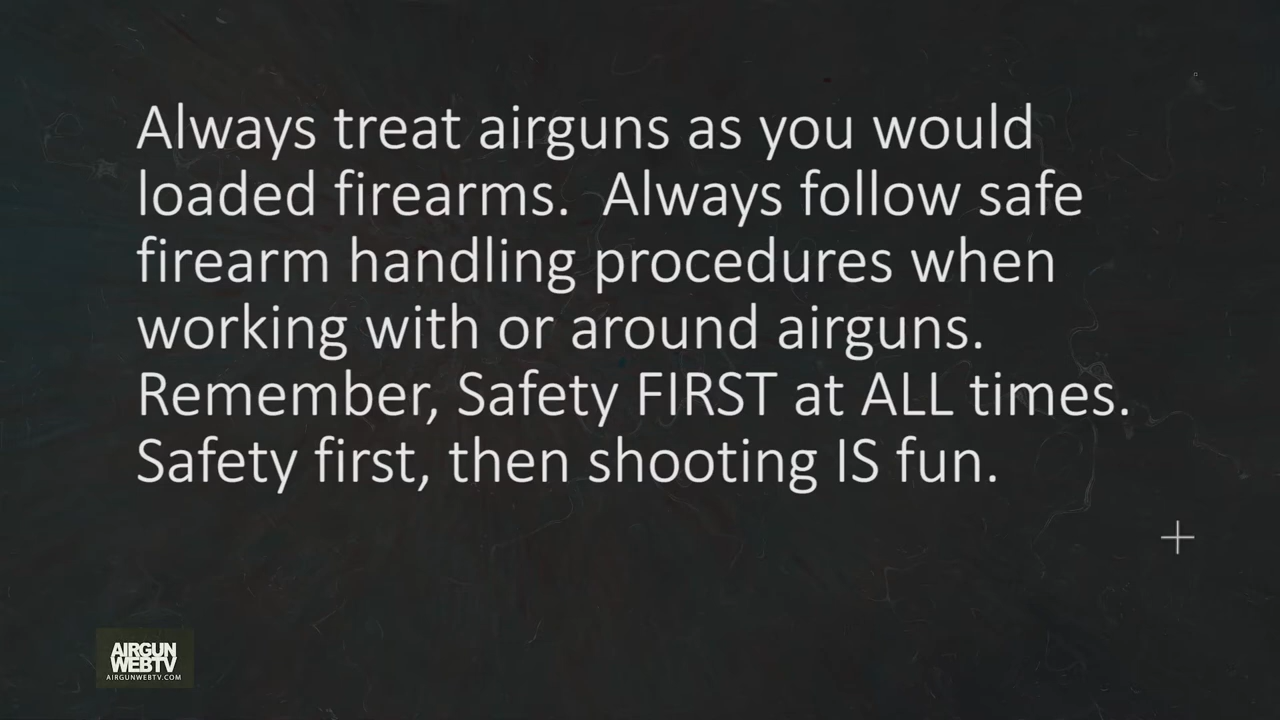 Always treat airguns as you would
loaded firearms.  Always follow safe
firearm handling procedures when
working with or around airguns.
Remember, Safety FIRST at ALL times.
Safety first, then shooting IS fun.
AIRGUN
WEBTV
AIRGUNWEBTV.COM